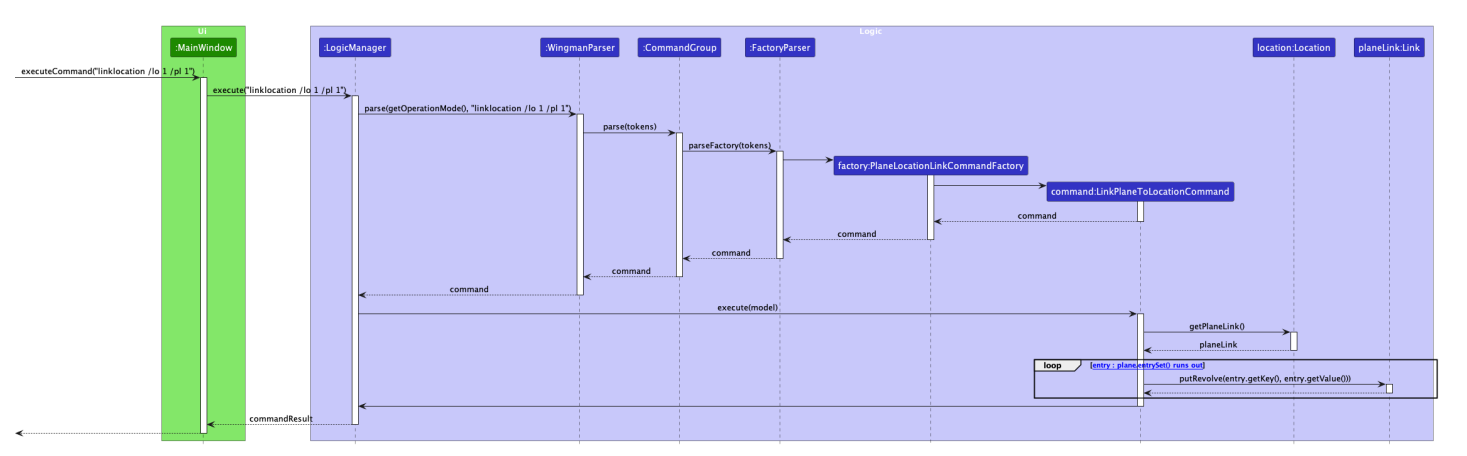 Ui
Logic
:MainWindow
:LogicManager
:WingmanParser
:CommandGroup
:FactoryParser
location:Location
planeLink:Link
executeCommand("linklocation /lo 1 /pl 1")
execute("linklocation /lo 1 /pl 1")
parse(getOperationMode(), "linklocation /lo 1 /pl 1")
parse(tokens)
parseFactory(tokens)
factory:PlaneLocationLinkCommandFactory
command:LinkPlaneToLocationCommand
command
command
command
command
command
execute(model)
getPlaneLink()
planeLink
loop
[entry : plane.entrySet() runs out]
putRevolve(entry.getKey(), entry.getValue()))
commandResult